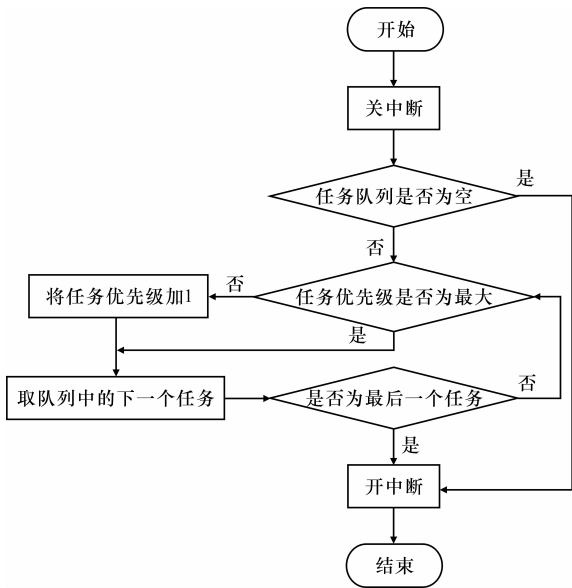 开始
关中断
任务队列是否为空
是
否
任务优先级是否为最大
否
将任务优先级加1
是
取队列中的下一个任务
是否为最后一个任务
否
是
开中断
结束